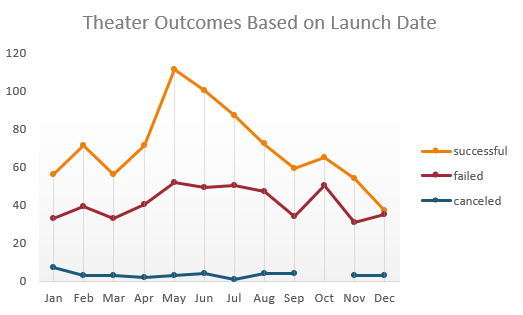 Theater Outcomes Based on Launch Date
120
100
80
60
40
20
0
Jan Feb Mar Apr May Jun Jul Aug Sep Oct Nov Dec
successful
failed
canceled